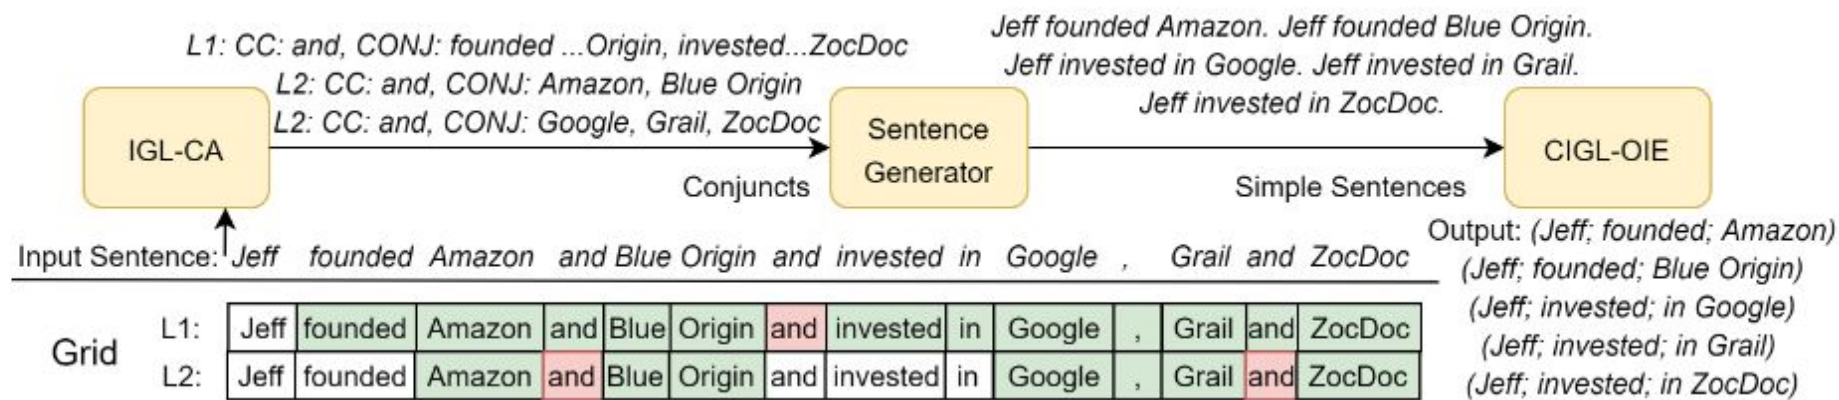 L1: CC: and, CONJ: founded ...Origin, invested...ZocDoc
L2: CC: and, CONJ: Amazon, Blue Origin
L2: CC: and, CONJ: Google, Grail, ZocDoc
Jeff founded Amazon. Jeff founded Blue Origin.
Jeff invested in Google. Jeff invested in Grail.
Jeff invested in ZocDoc.
IGL-CA
Conjuncts
Sentence
Generator
Simple Sentences
CIGL-OIE
Input Sentence: Jeff founded Amazon and Blue Origin and invested in Google , Grail and ZocDoc
Output: (Jeff; founded; Amazon)
(Jeff; founded; Blue Origin)
(Jeff; invested; in Google)
(Jeff; invested; in Grail)
(Jeff; invested; in ZocDoc)
Grid
L1: Jeff founded Amazon and Blue Origin and invested in Google , Grail and ZocDoc
L2: Jeff founded Amazon and Blue Origin and invested in Google , Grail and ZocDoc